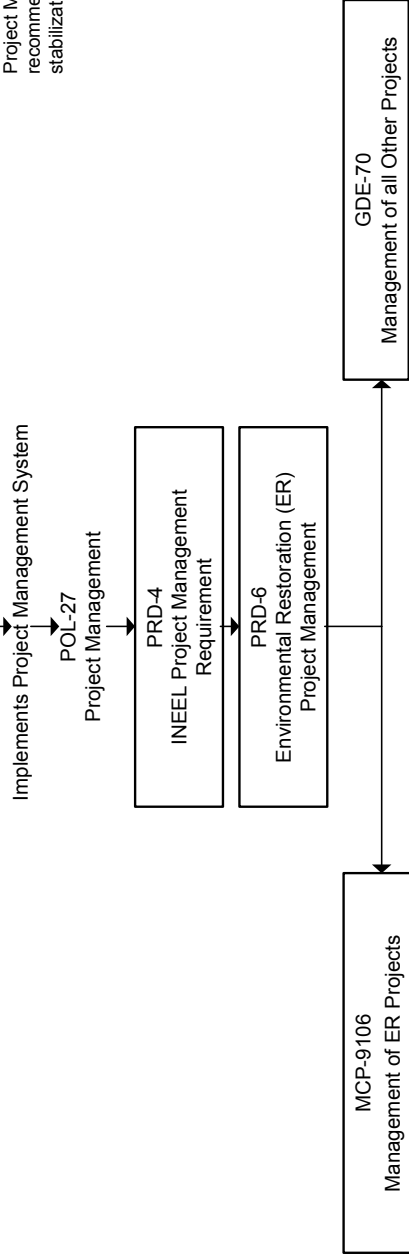 Project M
recomme
stabilizat
Implements Project Management System
POL-27
Project Management
PRD-4
INEEL Project Management
Requirement
PRD-6
Environmental Restoration (ER)
Project Management
MCP-9106
Management of ER Projects
GDE-70
Management of all Other Projects